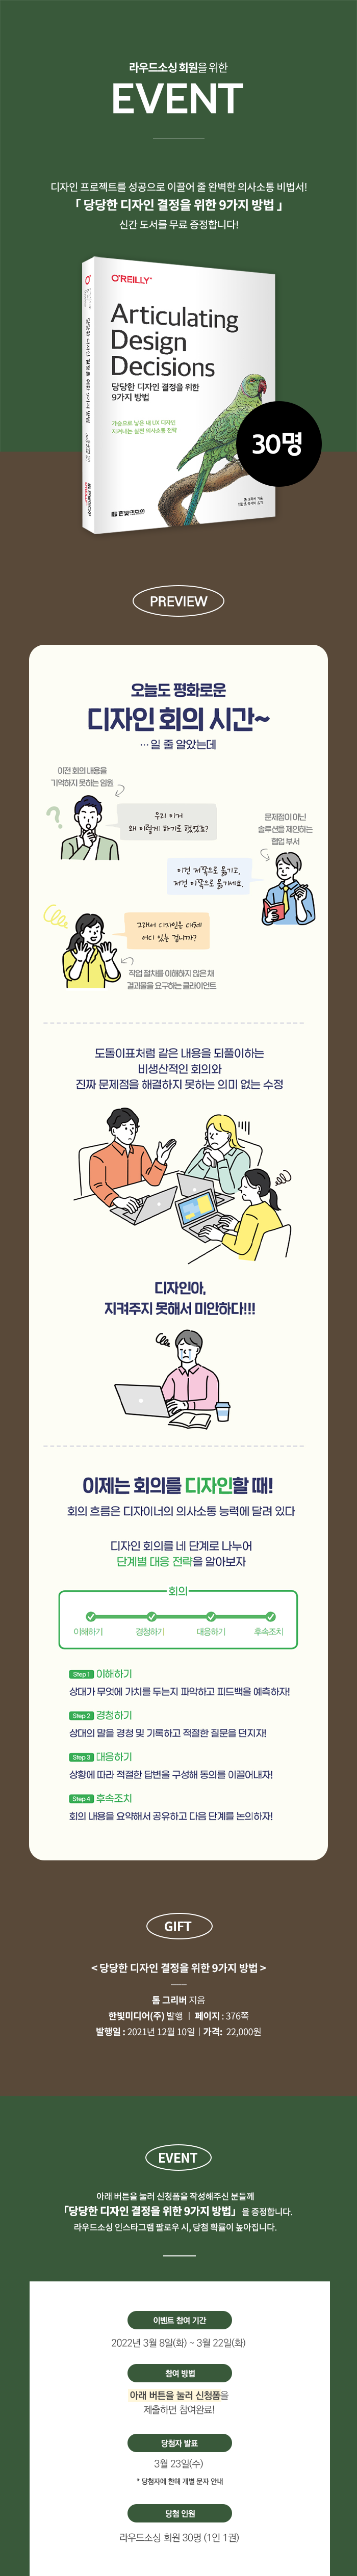 라우드소싱 회원을 위한
EVENT
디자인 프로젝트를 성공으로 이끌어 줄 완벽한 의사소통 비법서!
「 당당한 디자인 결정을 위한 9가지 방법 」
신간 도서를 무료 증정합니다!
O'REILLY
Articulating
Design
Decisions
당당한 디자인 결정을 위한
9가지 방법
가슴으로 낳은 내 UX 디자인
지켜내는 실전 의사소통 전략
한빛미디어
당당한 디자인 결정을 위한 9가지 방법
30명
PREVIEW
오늘도 평화로운
디자인 회의 시간~
… 일 줄 알았는데
이전 회의 내용을
기억하지 못하는 임원
우리 이거
왜 이렇게 하기로 했었죠?
문제점이 아닌
솔루션을 제안하는
협업 부서
이건 저쪽으로 옮기고,
저건 이쪽으로 옮기세요.
그래서 디자인은 대체
어디 있는 겁니까?
작업 절차를 이해하지 않은 채
결과물을 요구하는 클라이언트
도돌이표처럼 같은 내용을 되풀이하는
비생산적인 회의와
진짜 문제점을 해결하지 못하는 의미 없는 수정
디자인아,
지켜주지 못해서 미안하다!!!
이제는 회의를 디자인할 때!
회의 흐름은 디자이너의 의사소통 능력에 달려 있다
디자인 회의를 네 단계로 나누어
단계별 대응 전략을 알아보자
회의
이해하기 경청하기 대응하기 후속조치
Step 1 이해하기
상대가 무엇에 가치를 두는지 파악하고 피드백을 예측하자!
Step 2 경청하기
상대의 말을 경청 및 기록하고 적절한 질문을 던지자!
Step 3 대응하기
상황에 따라 적절한 답변을 구성해 동의를 이끌어내자!
Step 4 후속조치
회의 내용을 요약해서 공유하고 다음 단계를 논의하자!
GIFT
< 당당한 디자인 결정을 위한 9가지 방법 >
톰 그리버 지음
한빛미디어(주) 발행 ㅣ 페이지 : 376쪽
발행일 : 2021년 12월 10일ㅣ가격: 22,000원
EVENT
아래 버튼을 눌러 신청폼을 작성해주신 분들께
「당당한 디자인 결정을 위한 9가지 방법」 을 증정합니다.
라우드소싱 인스타그램 팔로우 시, 당첨 확률이 높아집니다.
이벤트 참여 기간
2022년 3월 8일(화) ~ 3월 22일(화)
참여 방법
아래 버튼을 눌러 신청폼을
제출하면 참여완료!
당첨자 발표
3월 23일(수)
* 당첨자에 한해 개별 문자 안내
당첨 인원
라우드소싱 회원 30명 (1인 1권)